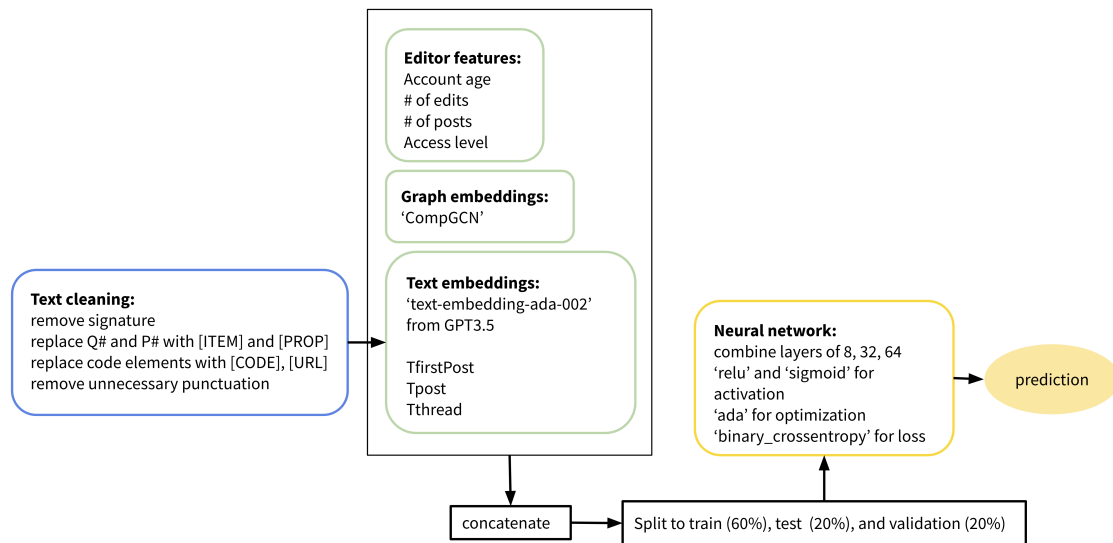 Editor features:
Account age
# of edits
# of posts
Access level
Graph embeddings:
‘CompGCN’
Text embeddings:
‘text-embedding-ada-002’
from GPT3.5
TfirstPost
Tpost
Tthread
Text cleaning:
remove signature
replace Q# and P# with [ITEM] and [PROP]
replace code elements with [CODE], [URL]
remove unnecessary punctuation
Neural network:
combine layers of 8, 32, 64
‘relu’ and ‘sigmoid’ for
activation
‘ada’ for optimization
‘binary_crossentropy’ for loss
prediction
concatenate
Split to train (60%), test (20%), and validation (20%)